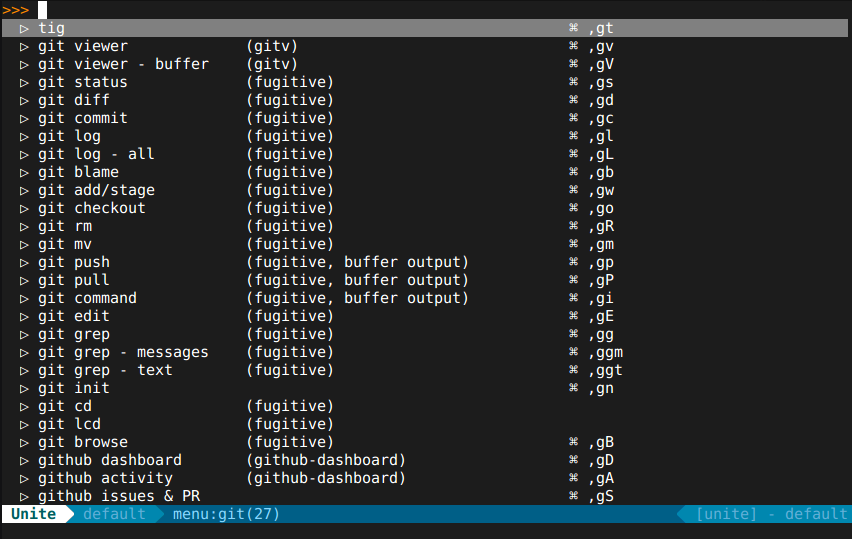 >>>
▷ tig ⌘ ,gt
▷ git viewer (gitv) ⌘ ,gv
▷ git viewer - buffer (gitv) ⌘ ,gV
▷ git status (fugitive) ⌘ ,gs
▷ git diff (fugitive) ⌘ ,gd
▷ git commit (fugitive) ⌘ ,gc
▷ git log (fugitive) ⌘ ,gl
▷ git log - all (fugitive) ⌘ ,gL
▷ git blame (fugitive) ⌘ ,gb
▷ git add/stage (fugitive) ⌘ ,gw
▷ git checkout (fugitive) ⌘ ,go
▷ git rm (fugitive) ⌘ ,gR
▷ git mv (fugitive) ⌘ ,gm
▷ git push (fugitive, buffer output) ⌘ ,gp
▷ git pull (fugitive, buffer output) ⌘ ,gP
▷ git command (fugitive, buffer output) ⌘ ,gi
▷ git edit (fugitive) ⌘ ,gE
▷ git grep (fugitive) ⌘ ,gg
▷ git grep - messages (fugitive) ⌘ ,ggm
▷ git grep - text (fugitive) ⌘ ,ggt
▷ git init ⌘ ,gn
▷ git cd (fugitive)
▷ git lcd (fugitive)
▷ git browse (fugitive) ⌘ ,gB
▷ github dashboard (github-dashboard) ⌘ ,gD
▷ github activity (github-dashboard) ⌘ ,gA
▷ github issues & PR ⌘ ,gS
Unite default menu:git(27) [unite] - default